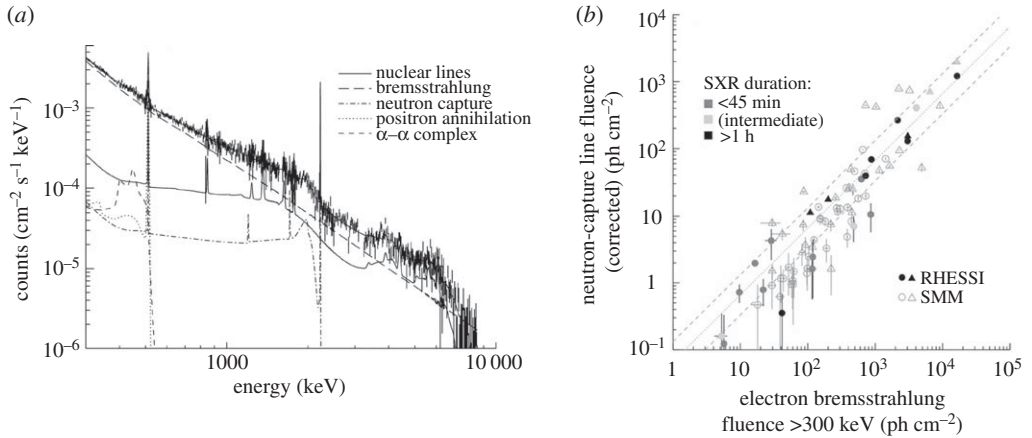 (a)
10⁻³
10⁻⁴
10⁻⁵
10⁻⁶
counts (cm⁻² s⁻¹ keV⁻¹)
nuclear lines
bremsstrahlung
neutron capture
positron annihilation
α–α complex
1000
10 000
energy (keV)
(b)
10⁴
10³
10²
10
1
10⁻¹
neutron-capture line fluence
(corrected) (ph cm⁻²)
SXR duration:
<45 min
(intermediate)
>1 h
RHESSI
SMM
1
10
10²
10³
10⁴
10⁵
electron bremsstrahlung
fluence >300 keV (ph cm⁻²)